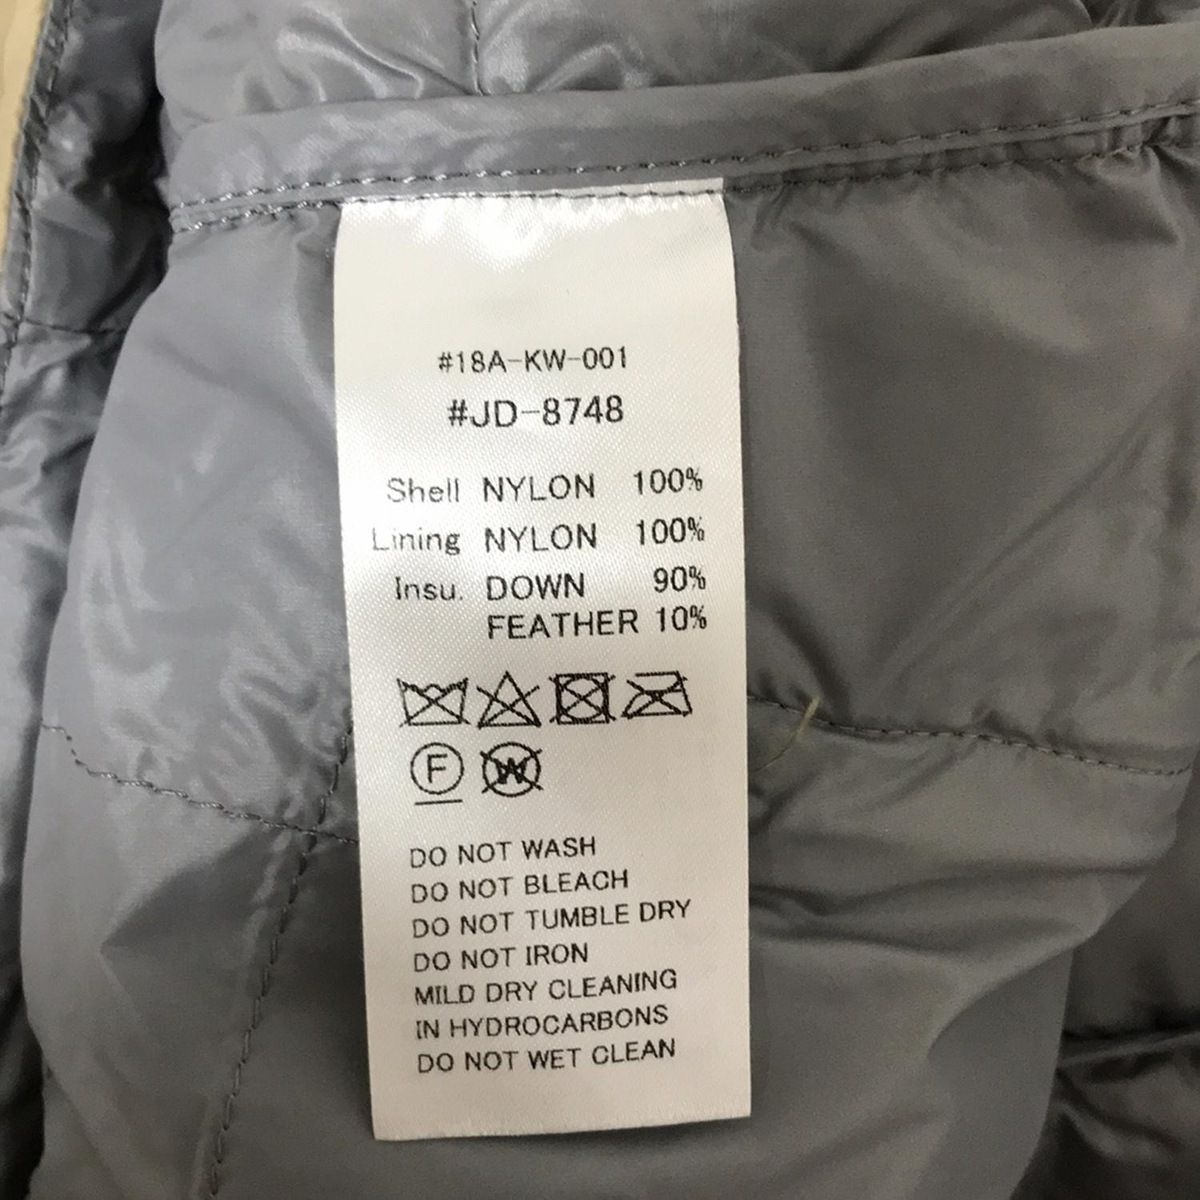 #18A-KW-001
#JD-8748
Shell NYLON 100%
Lining NYLON 100%
Insu. DOWN 90%
FEATHER 10%
F W
DO NOT WASH
DO NOT BLEACH
DO NOT TUMBLE DRY
DO NOT IRON
MILD DRY CLEANING
IN HYDROCARBONS
DO NOT WET CLEAN